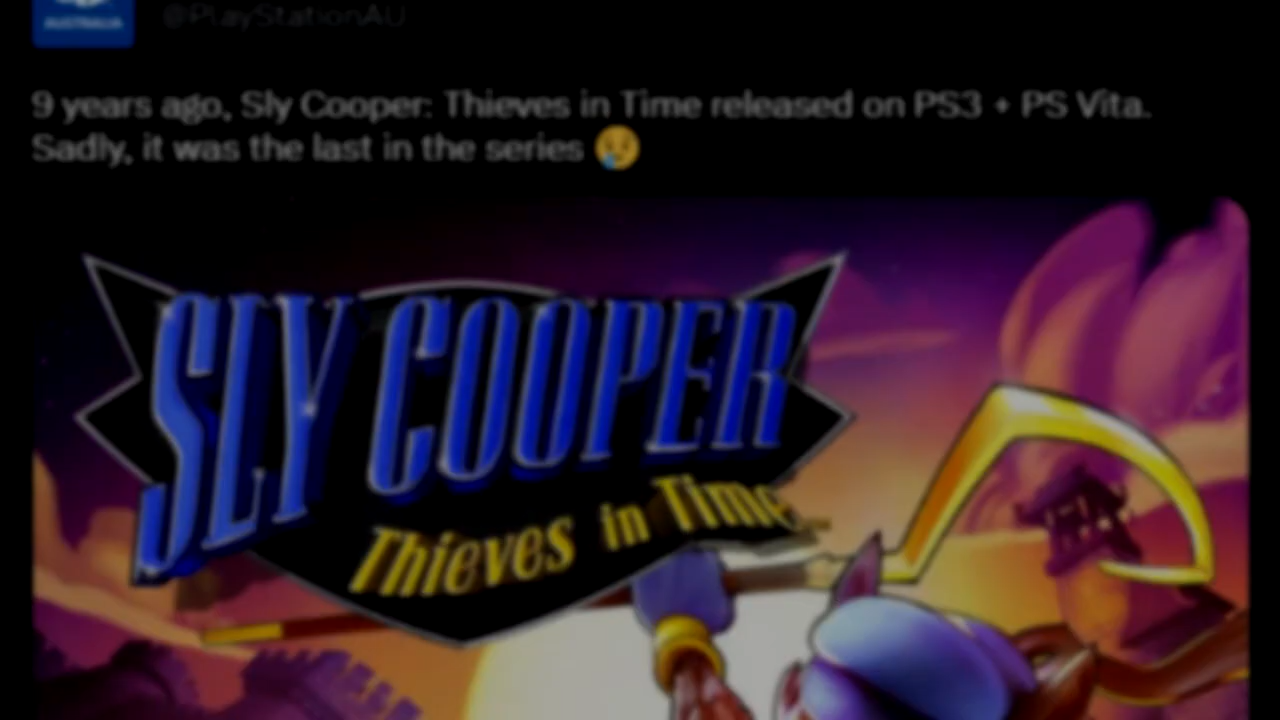 AUSTRALIA
@PlayStationAU
9 years ago, Sly Cooper: Thieves in Time released on PS3 + PS Vita.
Sadly, it was the last in the series 😢
SLY COOPER
Thieves in Time